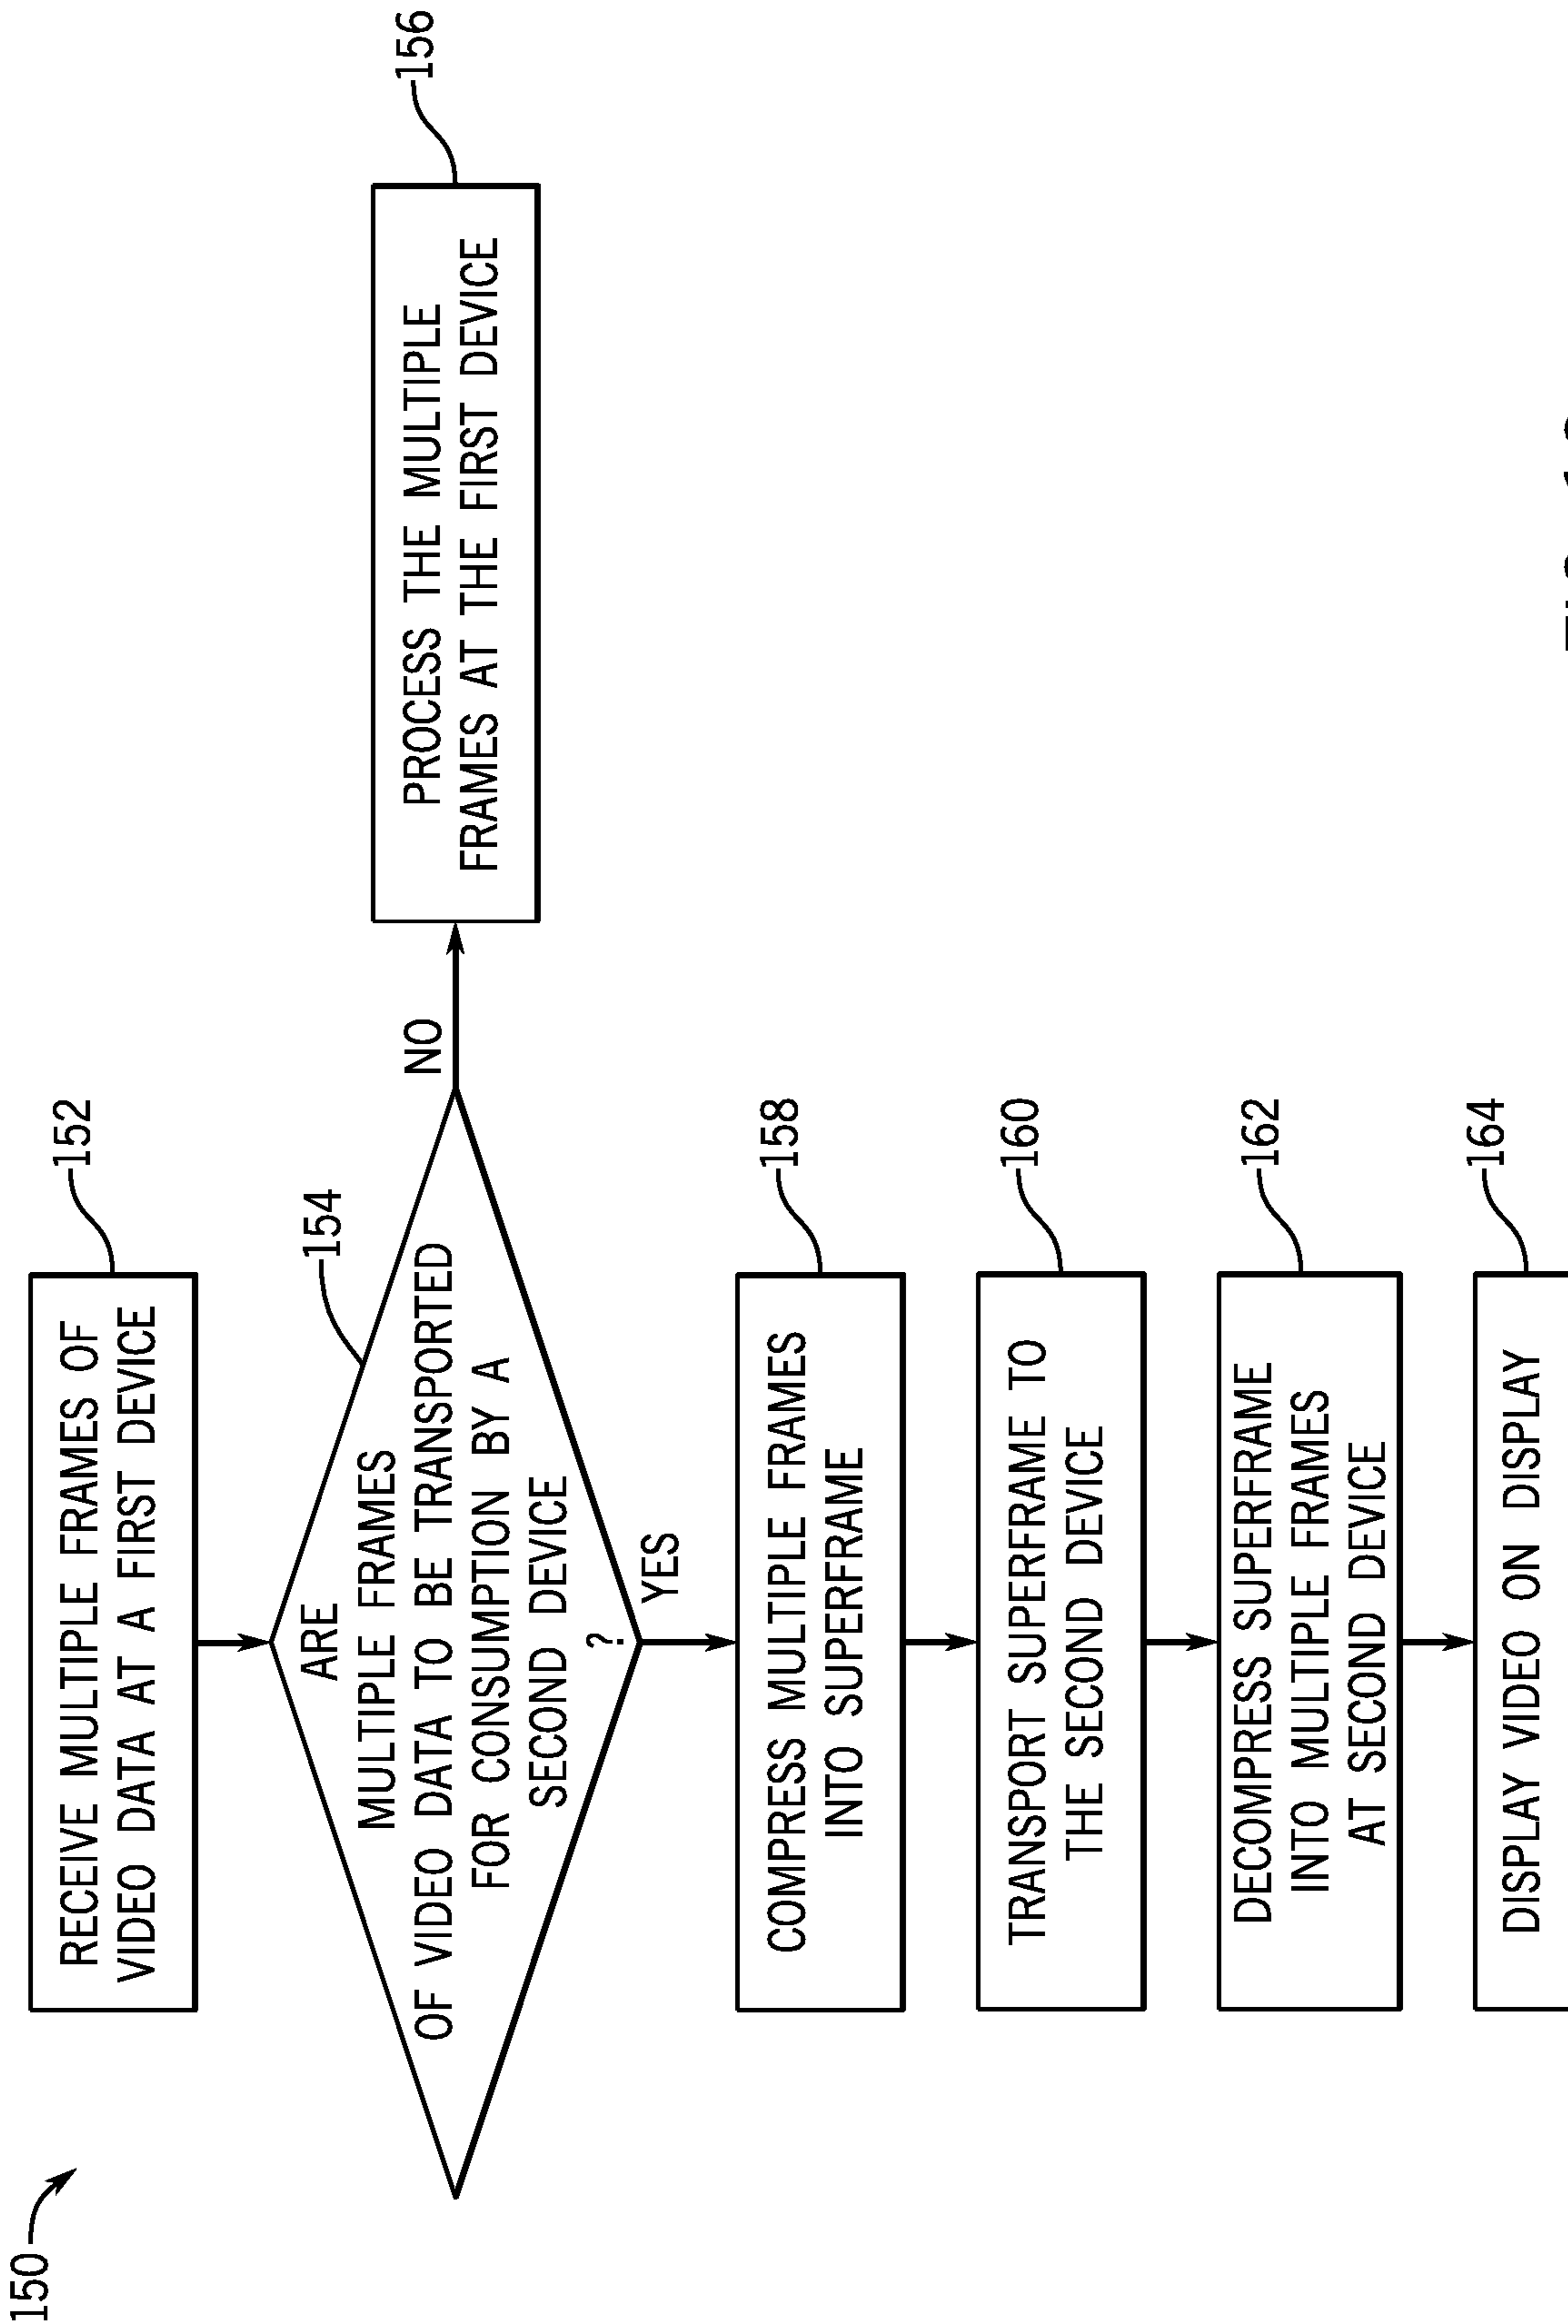 150
RECEIVE MULTIPLE FRAMES OF
VIDEO DATA AT A FIRST DEVICE
152
154
ARE
MULTIPLE FRAMES
OF VIDEO DATA TO BE TRANSPORTED
FOR CONSUMPTION BY A
SECOND DEVICE
?
NO
PROCESS THE MULTIPLE
FRAMES AT THE FIRST DEVICE
156
YES
COMPRESS MULTIPLE FRAMES
INTO SUPERFRAME
158
TRANSPORT SUPERFRAME TO
THE SECOND DEVICE
160
DECOMPRESS SUPERFRAME
INTO MULTIPLE FRAMES
AT SECOND DEVICE
162
DISPLAY VIDEO ON DISPLAY
164